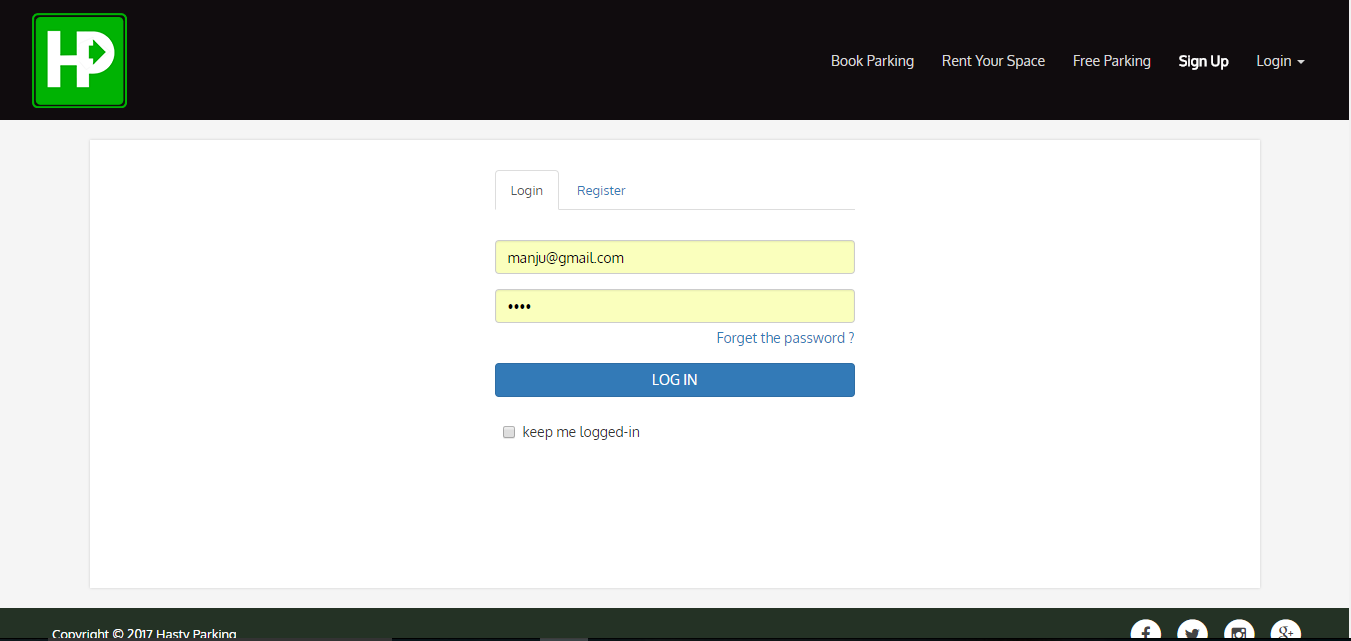 HP
Book Parking Rent Your Space Free Parking Sign Up Login
Login Register
manju@gmail.com
••••
Forget the password ?
LOG IN
keep me logged-in
Copyright © 2017 Hasty Parking